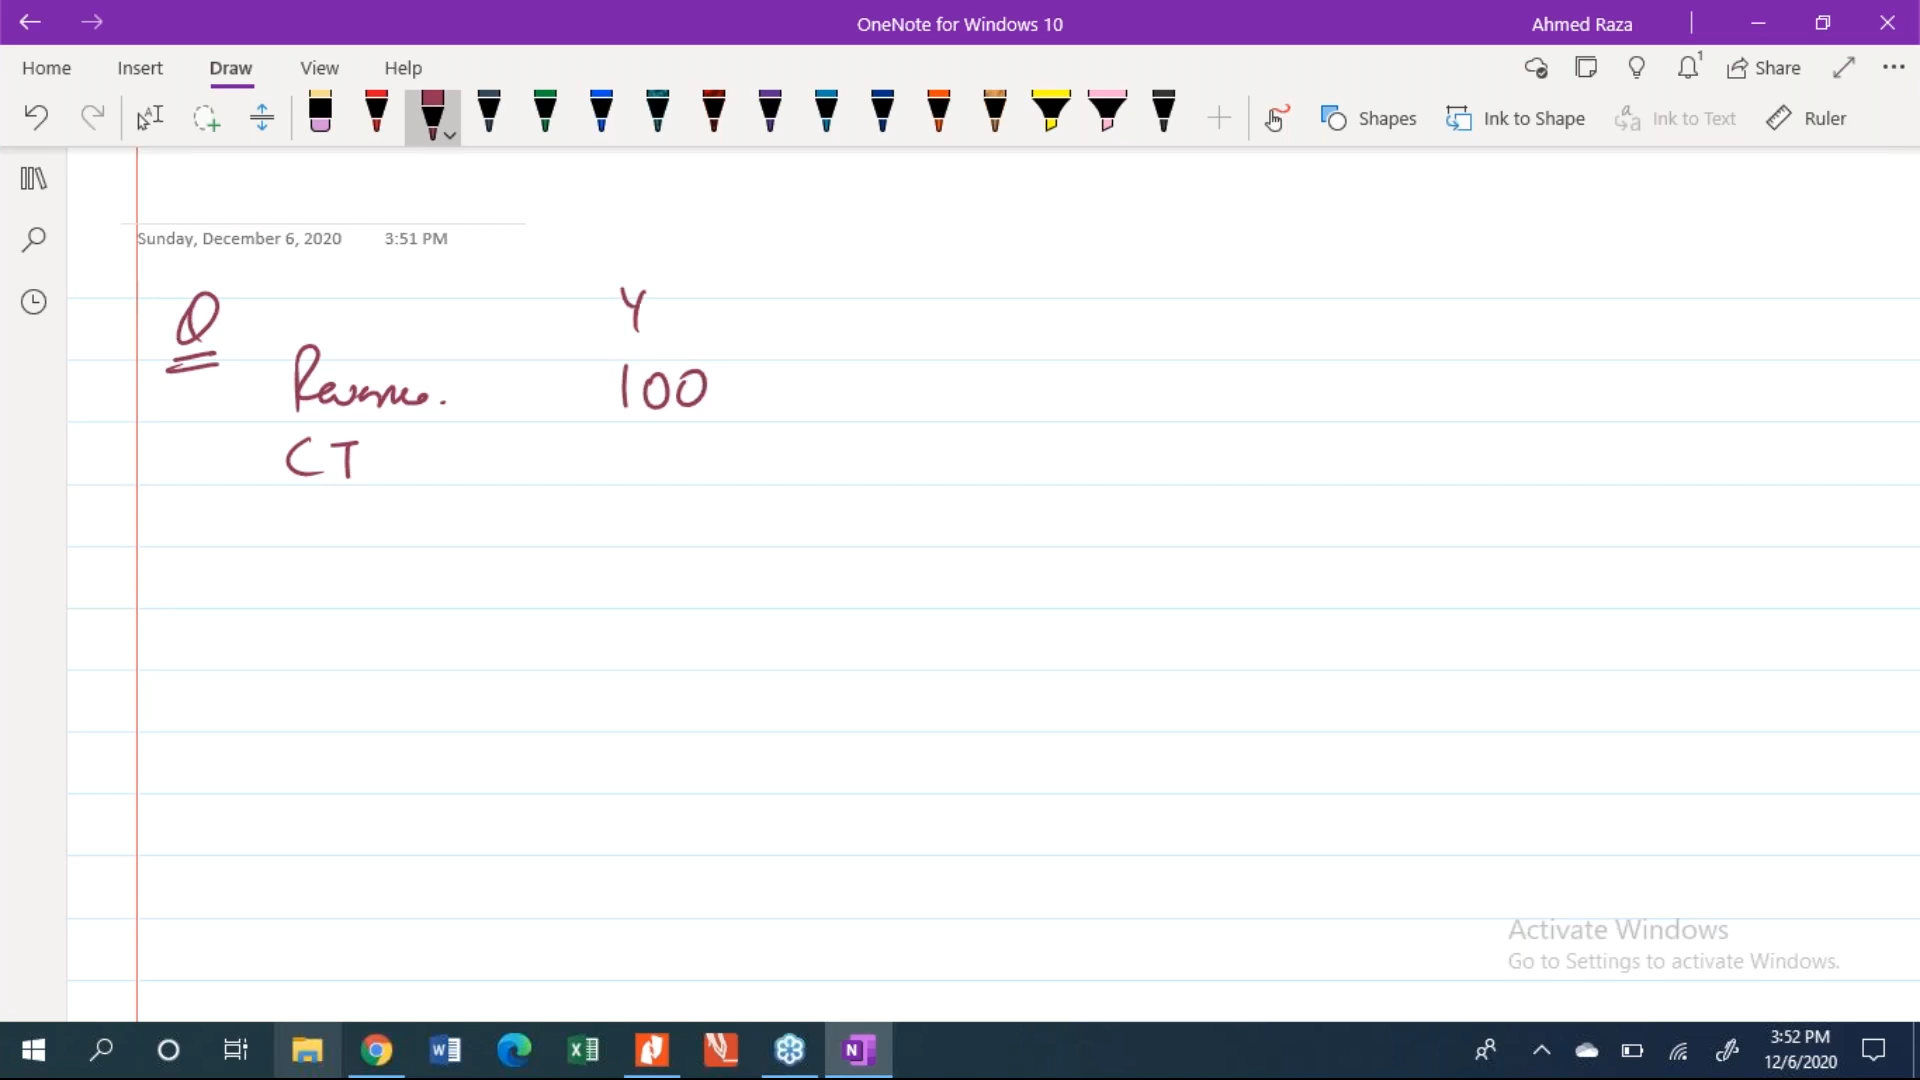 OneNote for Windows 10
Ahmed Raza
Home Insert Draw View Help
1 Share
Shapes Ink to Shape Ink to Text Ruler
Sunday, December 6, 2020 3:51 PM
Q Y
Revenue. 100
CT
Activate Windows
Go to Settings to activate Windows.
3:52 PM
12/6/2020